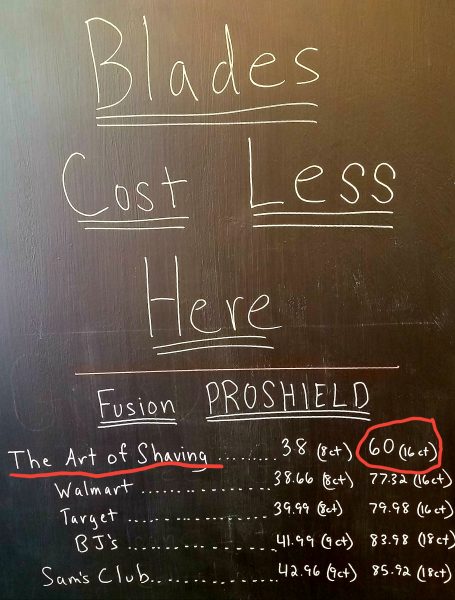 Blades
Cost Less
Here
Fusion PROSHIELD
The Art of Shaving ......... 38 (8ct) 60 (16ct)
Walmart .............. 38.66 (8ct) 77.32 (16ct)
Target .............. 39.99 (8ct) 79.98 (16ct)
BJ's .............. 41.99 (9ct) 83.98 (18ct)
Sam's Club.............. 42.96 (9ct) 85.92 (18ct)